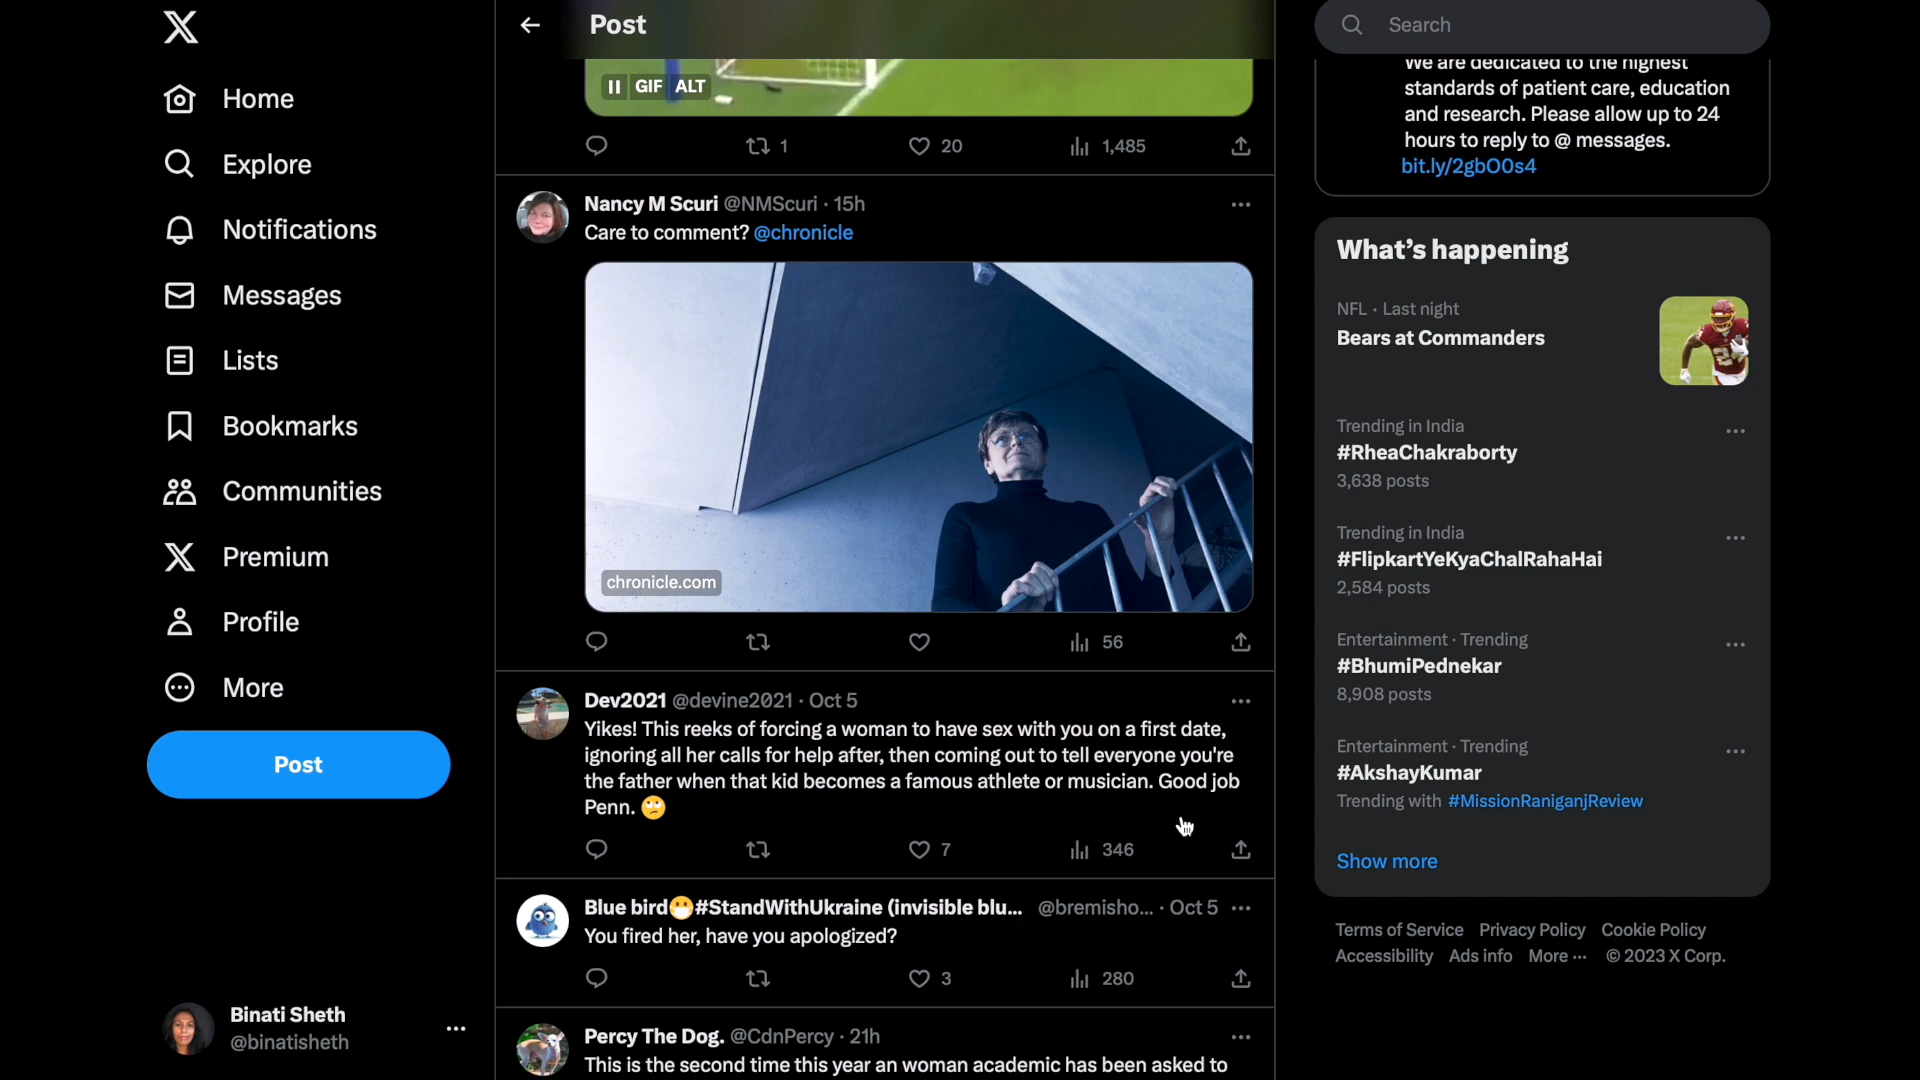 Home
Explore
Notifications
Messages
Lists
Bookmarks
Communities
Premium
Profile
More
Post
Binati Sheth
@binatisheth
Post
GIF ALT
1 20 1,485
Nancy M Scuri @NMScuri · 15h
Care to comment? @chronicle
chronicle.com
56
Dev2021 @devine2021 · Oct 5
Yikes! This reeks of forcing a woman to have sex with you on a first date,
ignoring all her calls for help after, then coming out to tell everyone you're
the father when that kid becomes a famous athlete or musician. Good job
Penn. 🙄
7 346
Blue bird😷#StandWithUkraine (invisible blu... @bremisho... · Oct 5
You fired her, have you apologized?
3 280
Percy The Dog. @CdnPercy · 21h
This is the second time this year an woman academic has been asked to
Search
We are dedicated to the highest
standards of patient care, education
and research. Please allow up to 24
hours to reply to @ messages.
bit.ly/2gbO0s4
What's happening
NFL · Last night
Bears at Commanders
Trending in India
#RheaChakraborty
3,638 posts
Trending in India
#FlipkartYeKyaChalRahaHai
2,584 posts
Entertainment · Trending
#BhumiPednekar
8,908 posts
Entertainment · Trending
#AkshayKumar
Trending with #MissionRaniganjReview
Show more
Terms of Service Privacy Policy Cookie Policy
Accessibility Ads info More ··· © 2023 X Corp.